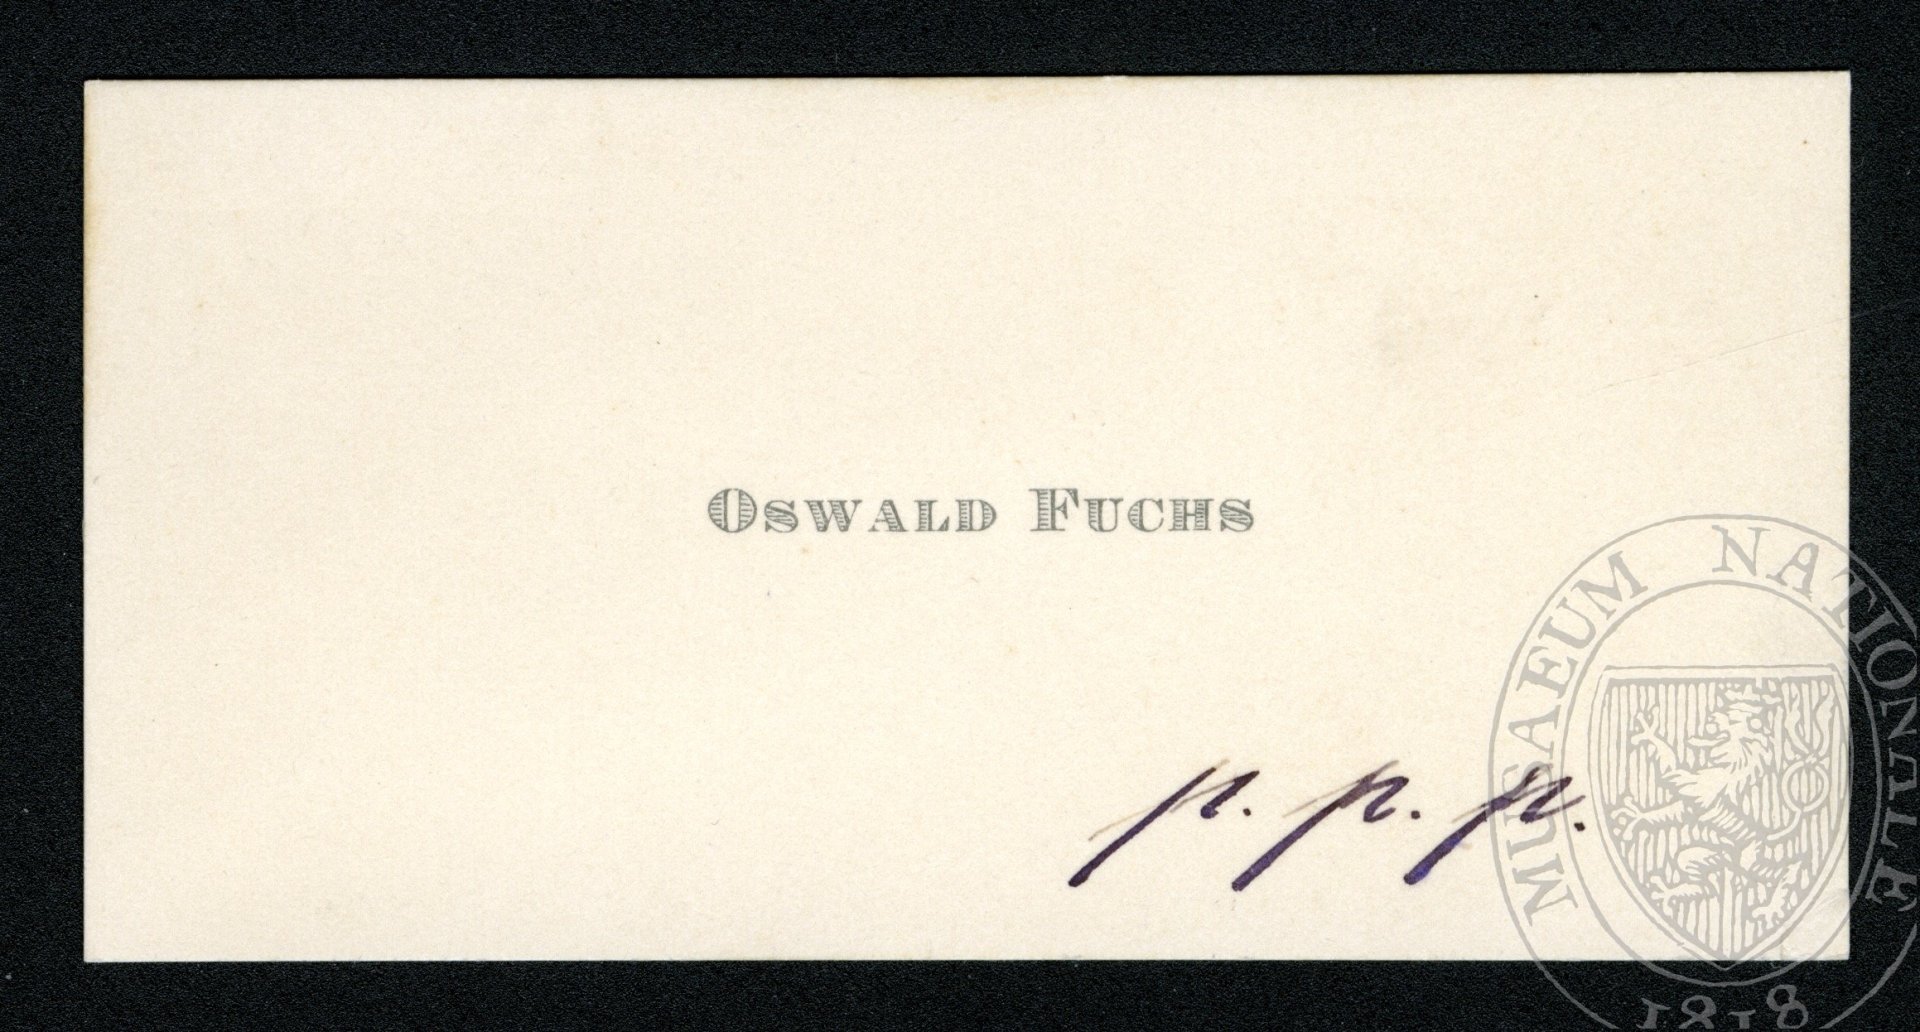 OSWALD FUCHS
p. p. p.
MUSAEUM NATIONALE
1818